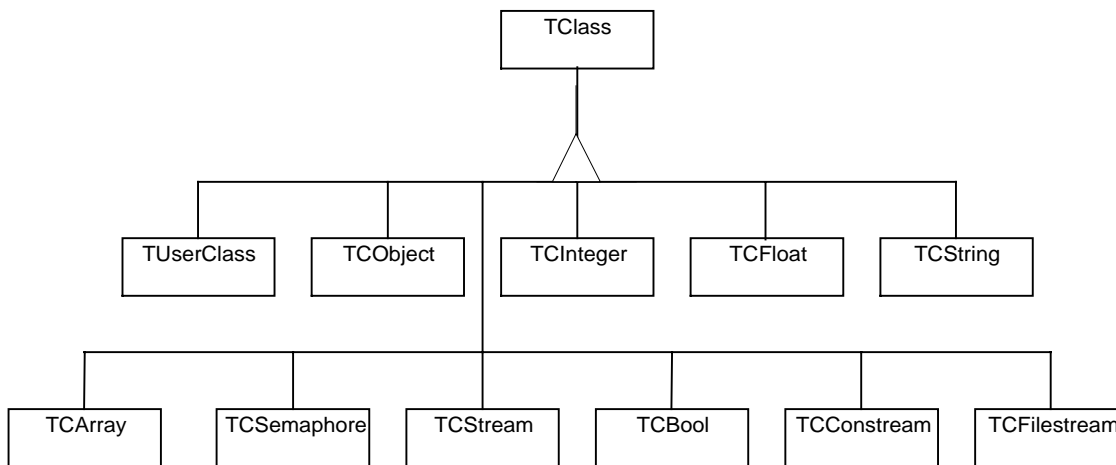 TClass
TUserClass
TCObject
TCInteger
TCFloat
TCString
TCArray
TCSemaphore
TCStream
TCBool
TCConstream
TCFilestream